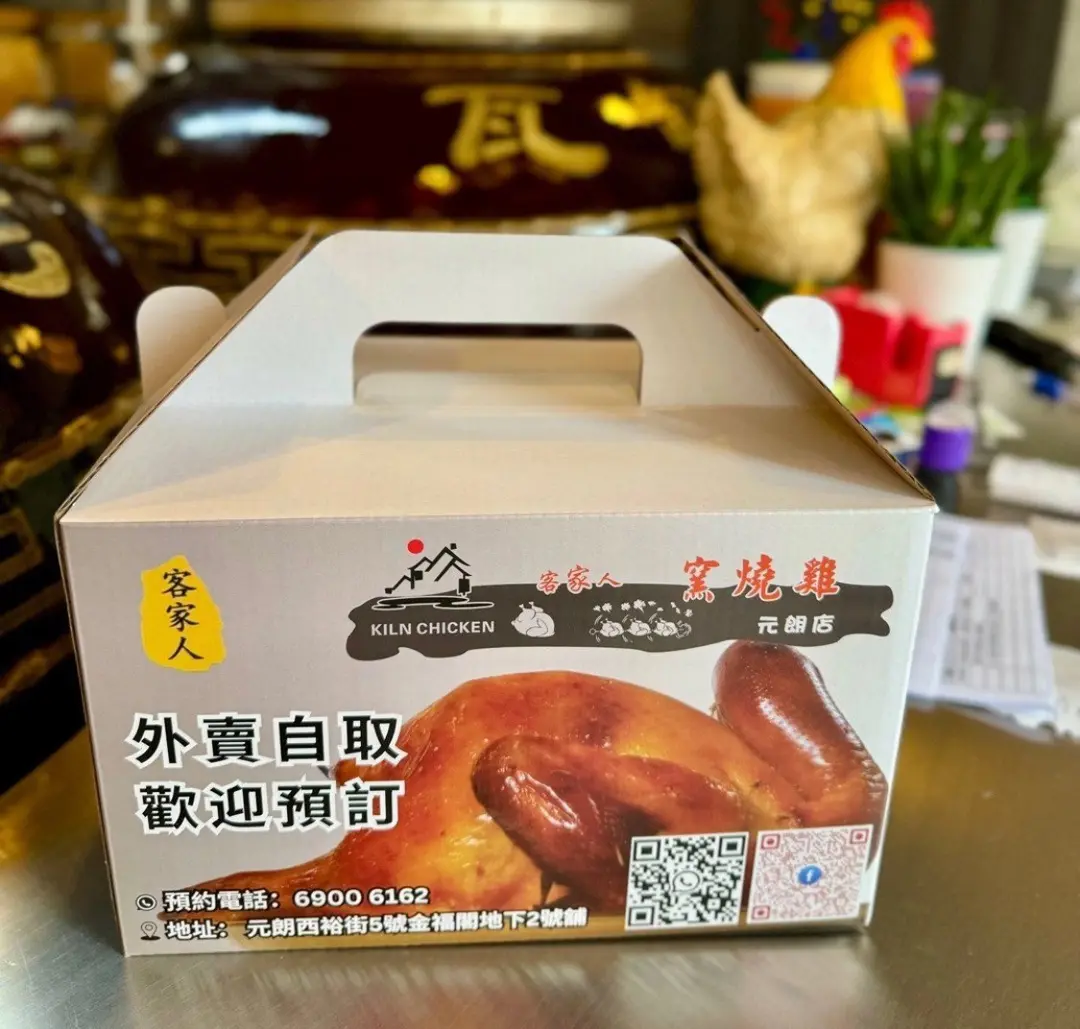 瓦
客家人
客家人 窯燒雞
KILN CHICKEN
元朗店
外賣自取
歡迎預訂
預約電話：6900 6162
地址：元朗西裕街5號金福閣地下2號舖